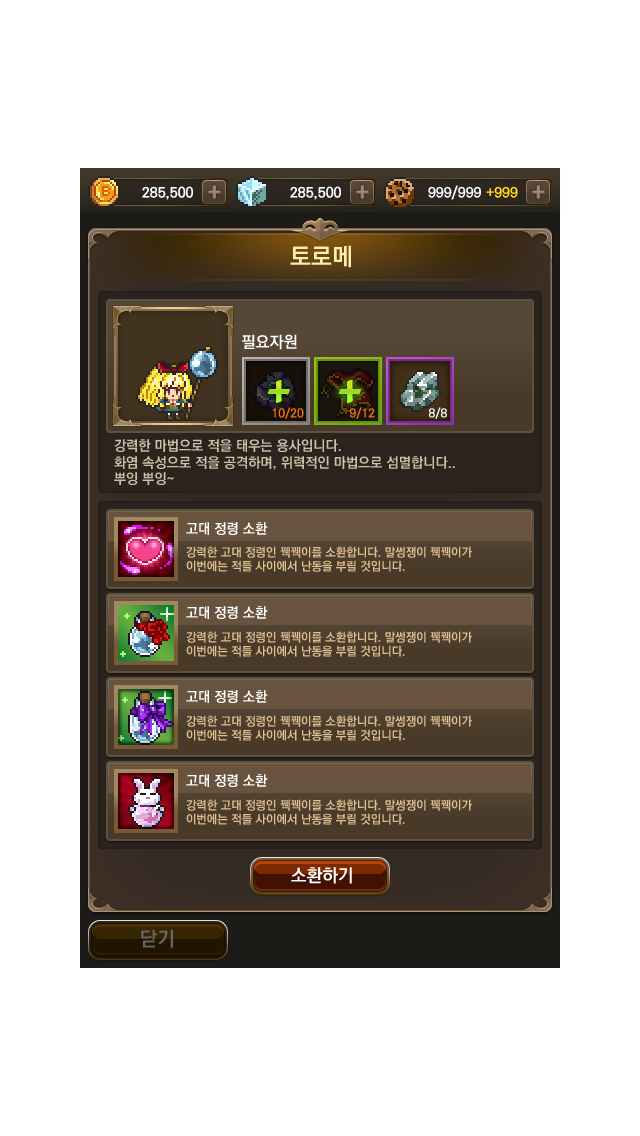 285,500 285,500 999/999 +999
토로메
필요자원
10/20 9/12 8/8
강력한 마법으로 적을 태우는 용사입니다.
화염 속성으로 적을 공격하며, 위력적인 마법으로 섬멸합니다..
뿌잉 뿌잉~
고대 정령 소환
강력한 고대 정령인 꿱꿱이를 소환합니다. 말썽쟁이 꿱꿱이가
이번에는 적들 사이에서 난동을 부릴 것입니다.
고대 정령 소환
강력한 고대 정령인 꿱꿱이를 소환합니다. 말썽쟁이 꿱꿱이가
이번에는 적들 사이에서 난동을 부릴 것입니다.
고대 정령 소환
강력한 고대 정령인 꿱꿱이를 소환합니다. 말썽쟁이 꿱꿱이가
이번에는 적들 사이에서 난동을 부릴 것입니다.
고대 정령 소환
강력한 고대 정령인 꿱꿱이를 소환합니다. 말썽쟁이 꿱꿱이가
이번에는 적들 사이에서 난동을 부릴 것입니다.
소환하기
닫기